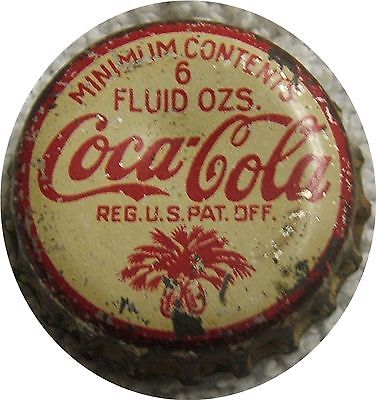 MINIMUM CONTENTS
6
FLUID OZS.
Coca-Cola
REG. U.S. PAT. OFF.